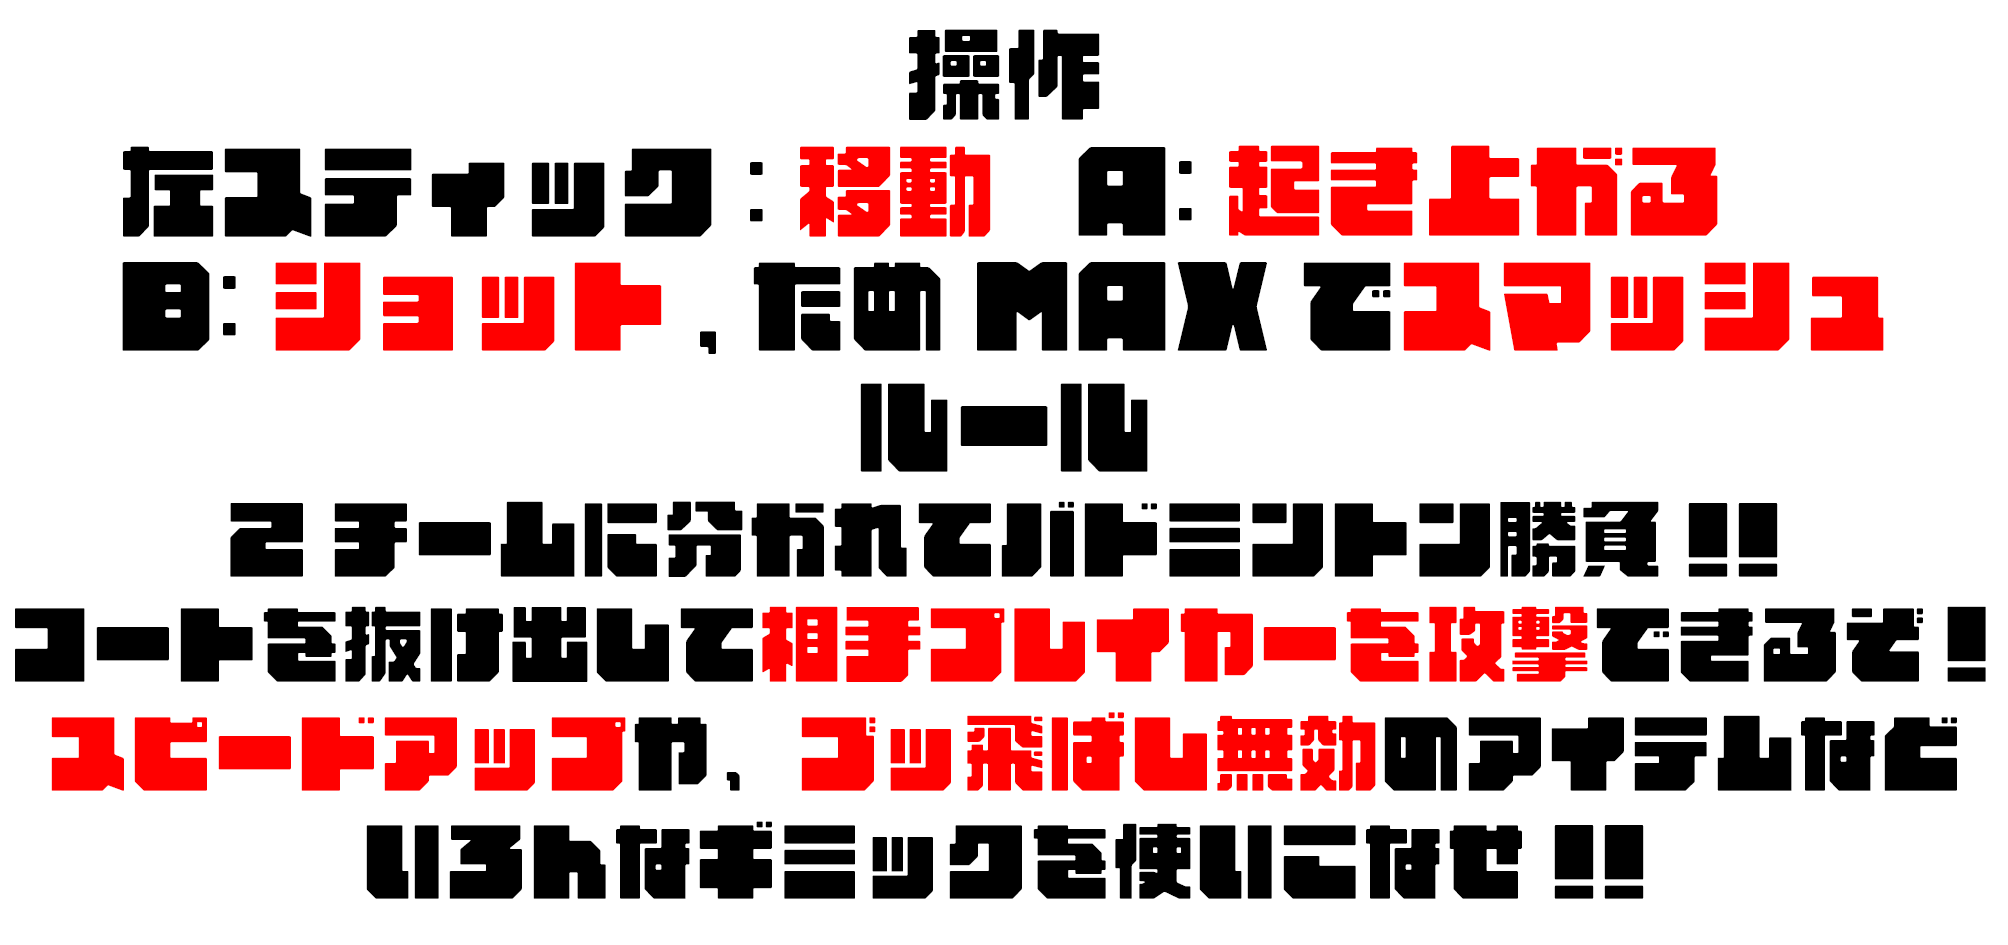 操作
左スティック：移動　A：起き上がる
B：ショット，ためMAXでスマッシュ
ルール
2チームに分かれてバドミントン勝負!!
コートを抜け出して相手プレイヤーを攻撃できるぞ!
スピードアップや、ブッ飛ばし無効のアイテムなど
いろんなギミックを使いこなせ!!